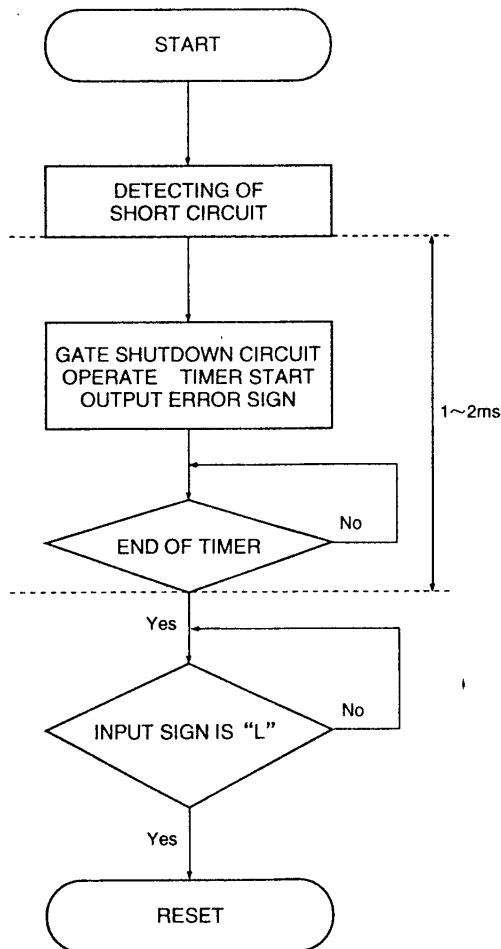 START
DETECTING OF
SHORT CIRCUIT
GATE SHUTDOWN CIRCUIT
OPERATE TIMER START
OUTPUT ERROR SIGN
1~2ms
No
END OF TIMER
Yes
No
INPUT SIGN IS “L”
Yes
RESET